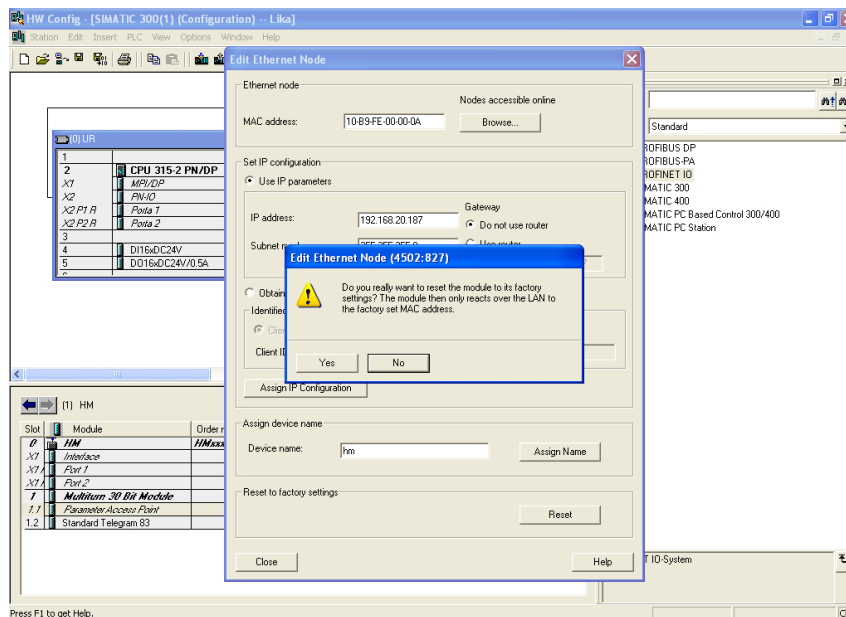 HW Config - [SIMATIC 300(1) (Configuration) -- Lika]
Station Edit Insert PLC View Options Window Help
Edit Ethernet Node
Ethernet node
Nodes accessible online
MAC address:
10-B9-FE-00-00-0A
Browse...
Set IP configuration
Use IP parameters
Gateway
IP address:
192.168.20.187
Do not use router
Subnet
Edit Ethernet Node (4502:827)
Do you really want to reset the module to its factory
settings? The module then only reacts over the LAN to
the factory set MAC address.
Yes
No
Obtain
Identified
Client ID
Assign IP Configuration
Assign device name
Device name:
hm
Assign Name
Reset to factory settings
Reset
Close
Help
(0) UR
1
2 CPU 315-2 PN/DP
X1 MPI/DP
X2 PN-IO
X2 P1 R Porta 1
X2 P2 R Porta 2
3
4 DI16xDC24V
5 DO16xDC24V/0.5A
Standard
ROFIBUS DP
ROFIBUS-PA
ROFINET IO
MATIC 300
MATIC 400
MATIC PC Based Control 300/400
MATIC PC Station
(1) HM
Slot Module Order
0 HM HMxxx
X1 Interface
X1 Port 1
X1 Port 2
1 Multiturn 30 Bit Module
1.1 Parameter Access Point
1.2 Standard Telegram 83
T IO-System
Press F1 to get Help.